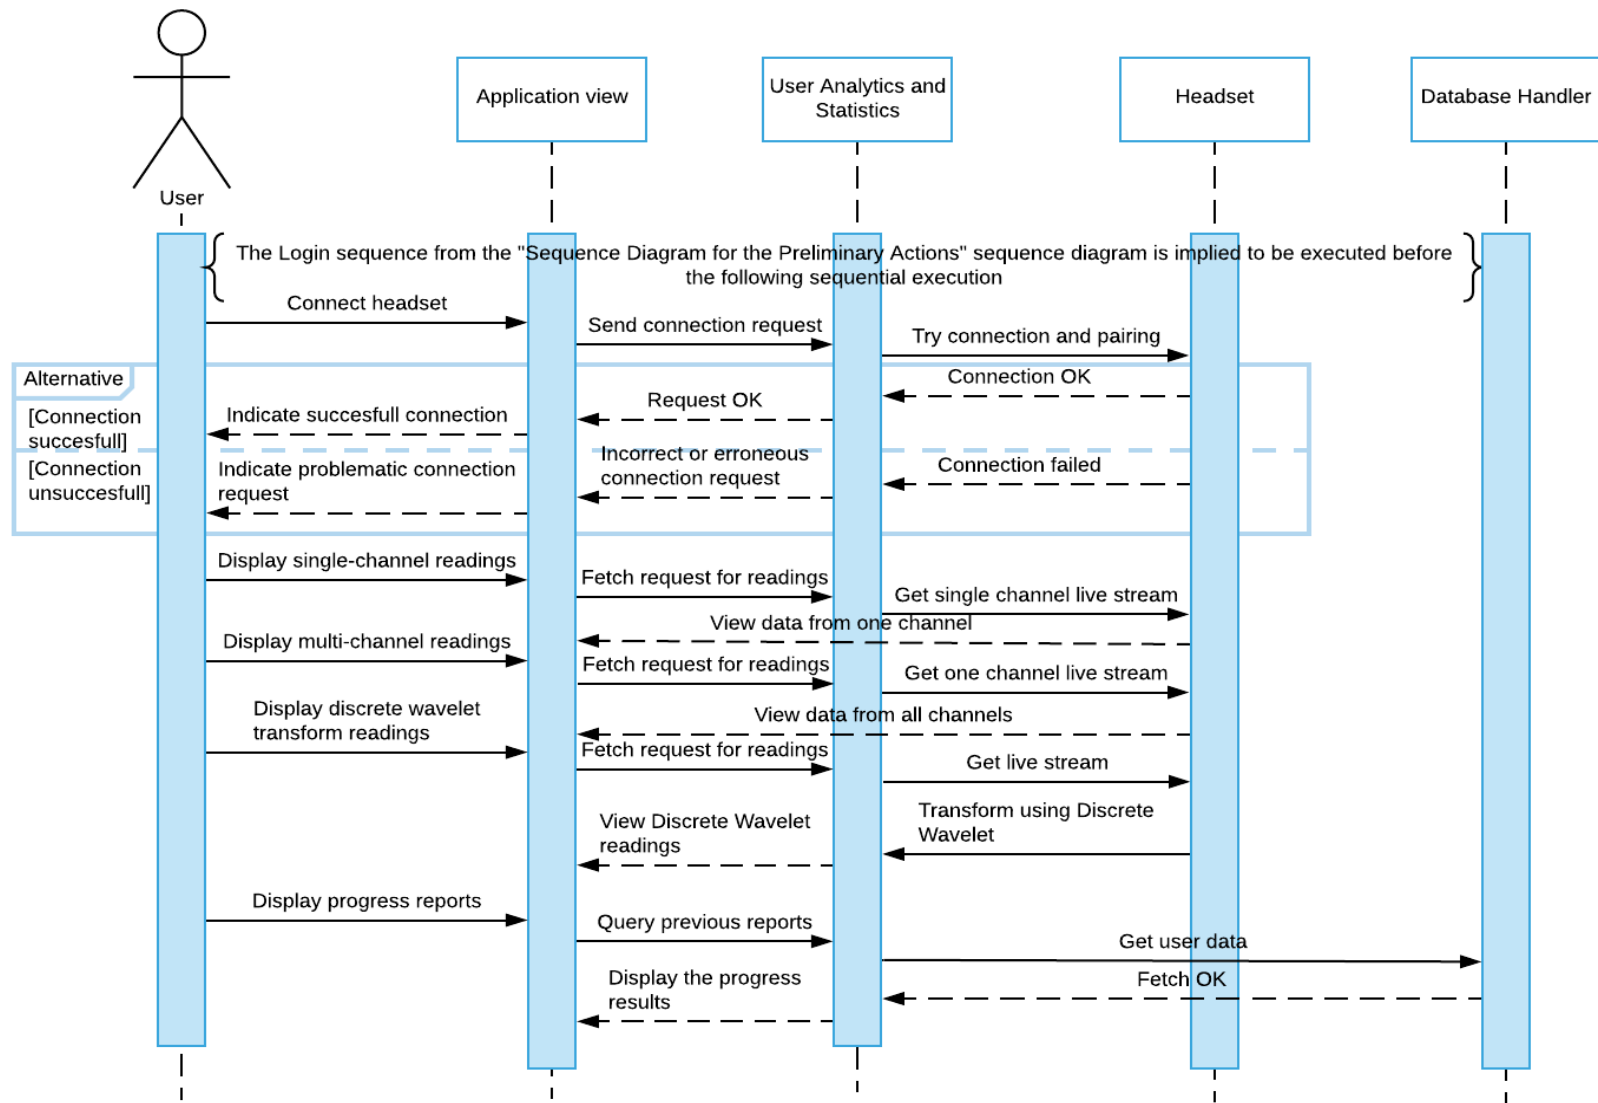 User
Application view
User Analytics and
Statistics
Headset
Database Handler
The Login sequence from the "Sequence Diagram for the Preliminary Actions" sequence diagram is implied to be executed before
the following sequential execution
Connect headset
Send connection request
Try connection and pairing
Alternative
[Connection
succesfull]
Connection OK
Request OK
Indicate succesfull connection
[Connection
unsuccesfull]
Connection failed
Incorrect or erroneous
connection request
Indicate problematic connection
request
Display single-channel readings
Fetch request for readings
Get single channel live stream
View data from one channel
Display multi-channel readings
Fetch request for readings
Get one channel live stream
View data from all channels
Display discrete wavelet
transform readings
Fetch request for readings
Get live stream
Transform using Discrete
Wavelet
View Discrete Wavelet
readings
Display progress reports
Query previous reports
Get user data
Fetch OK
Display the progress
results